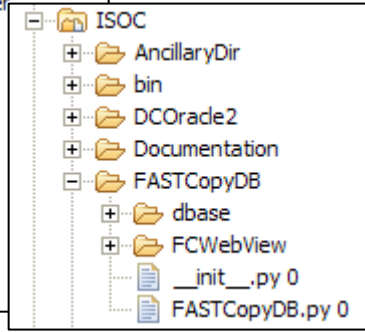 ISOC
AncillaryDir
bin
DCOracle2
Documentation
FASTCopyDB
dbase
FCWebView
__init__.py 0
FASTCopyDB.py 0